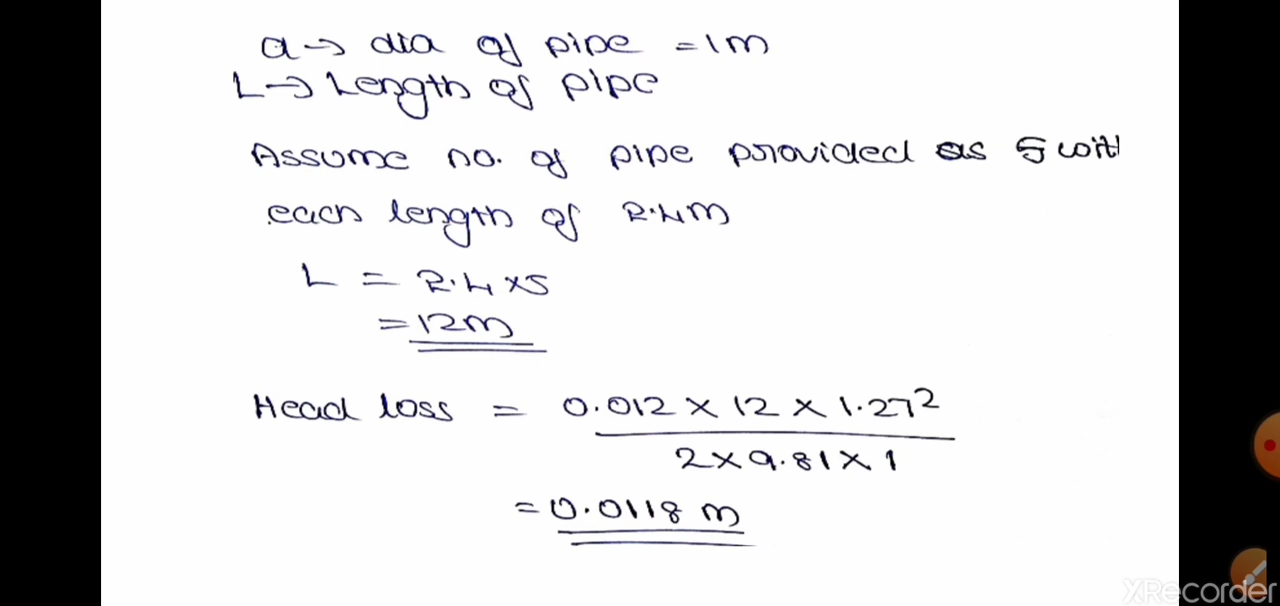 d → dia of pipe = 1m
L → Length of pipe
Assume no. of pipe provided as 5 with
each length of 2.4m
L = 2.4 × 5
= 12m
Head loss = 0.012 × 12 × 1.27²
2 × 9.81 × 1
= 0.0118 m
XRecorder